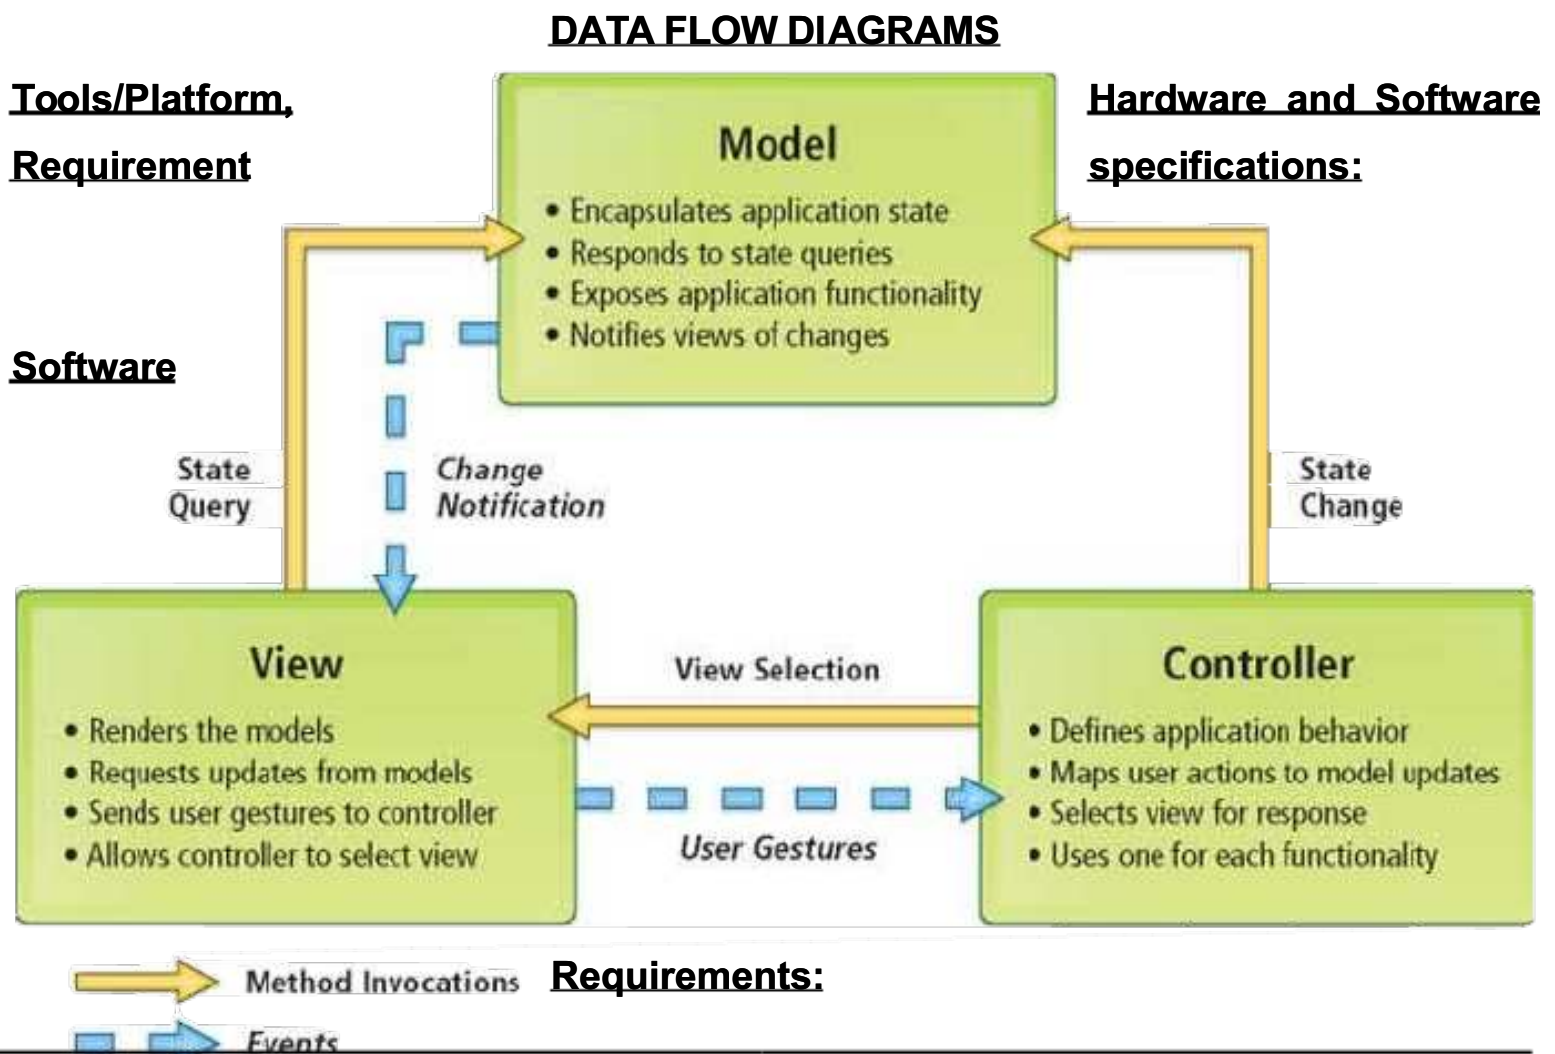 DATA FLOW DIAGRAMS
Tools/Platform,
Requirement
Hardware and Software
specifications:
Model
• Encapsulates application state
• Responds to state queries
• Exposes application functionality
• Notifies views of changes
Software
State
Query
Change
Notification
State
Change
View
• Renders the models
• Requests updates from models
• Sends user gestures to controller
• Allows controller to select view
View Selection
User Gestures
Controller
• Defines application behavior
• Maps user actions to model updates
• Selects view for response
• Uses one for each functionality
Method Invocations
Requirements:
Events